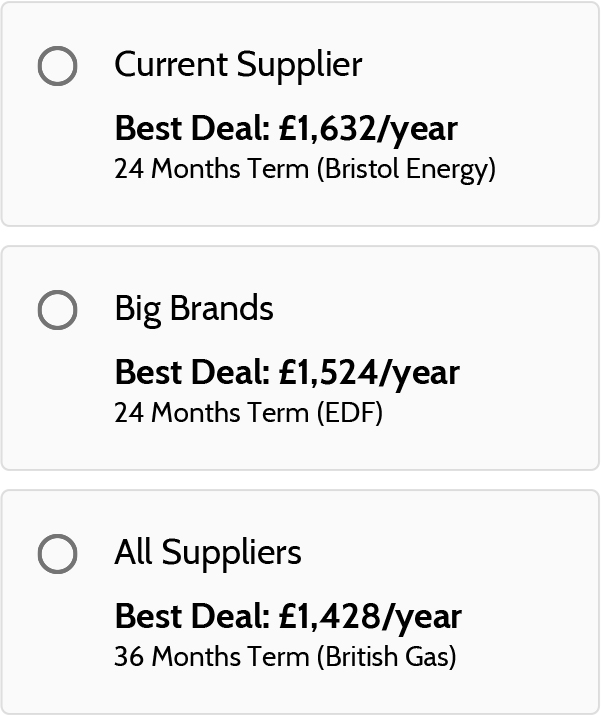 Current Supplier
Best Deal: £1,632/year
24 Months Term (Bristol Energy)
Big Brands
Best Deal: £1,524/year
24 Months Term (EDF)
All Suppliers
Best Deal: £1,428/year
36 Months Term (British Gas)